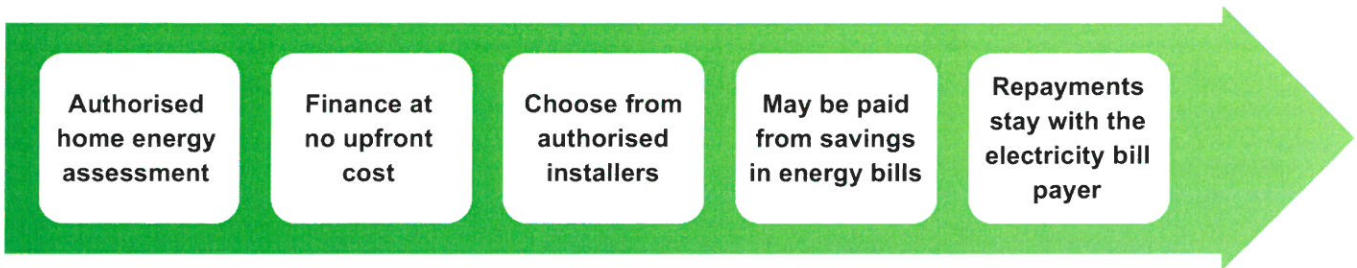 Authorised
home energy
assessment
Finance at
no upfront
cost
Choose from
authorised
installers
May be paid
from savings
in energy bills
Repayments
stay with the
electricity bill
payer